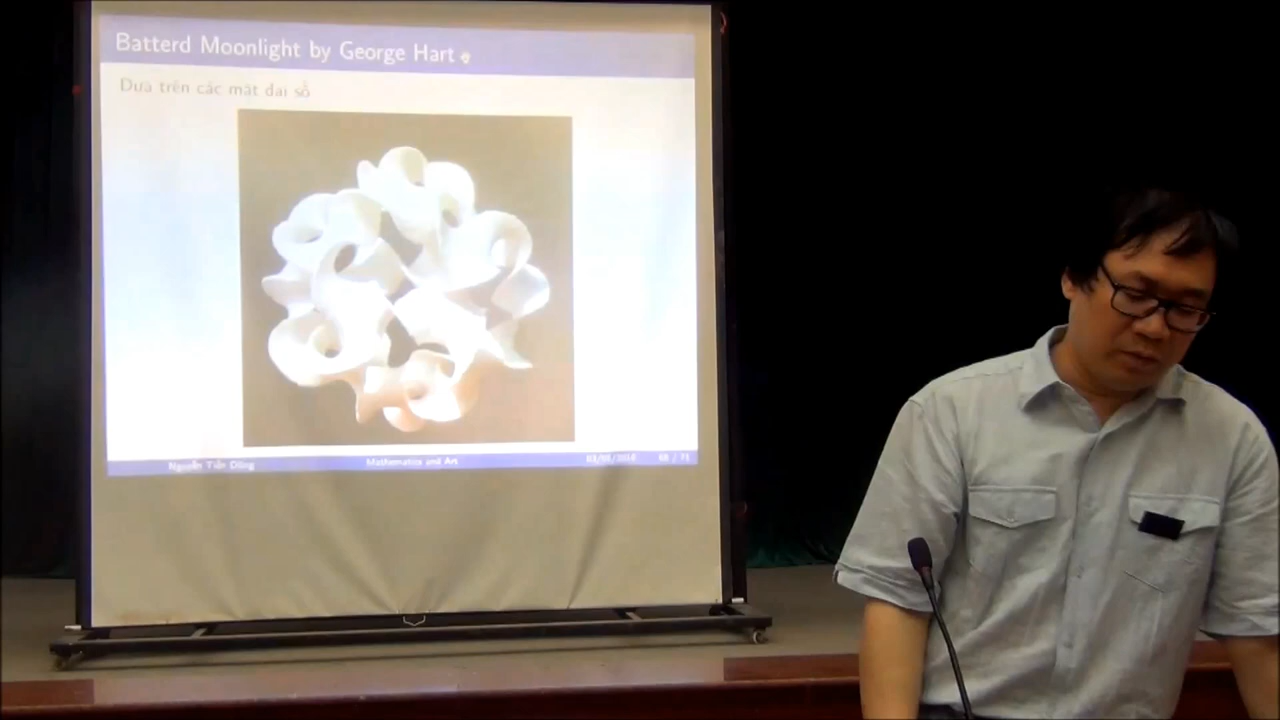 Batterd Moonlight by George Hart
Dựa trên các mặt đại số
Nguyễn Tiến Dũng
Mathematics and Art